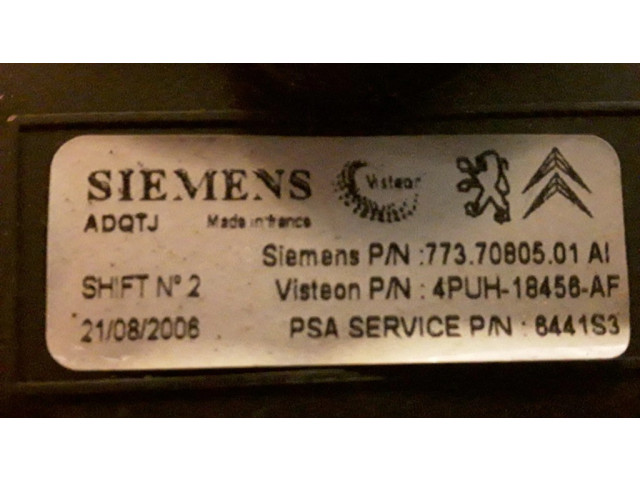 SIEMENS Visteon
ADQTJ Made in france
Siemens P/N :773.70805.01 AI
SHIFT N° 2 Visteon P/N : 4PUH-18456-AF
21/08/2006 PSA SERVICE P/N : 6441S3